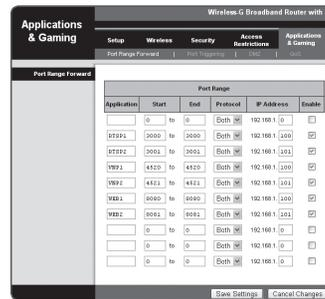 Wireless-G Broadband Router with
Applications & Gaming
Setup Wireless Security Access Restrictions Applications & Gaming
Port Range Forward | Port Triggering | DMZ | QoS
Port Range Forward
Port Range
Application Start End Protocol IP Address Enable
0 to 0 Both 192.168.1. 0
RTSP1 3000 to 3000 Both 192.168.1. 100
RTSP2 3001 to 3001 Both 192.168.1. 101
VNP1 4520 to 4520 Both 192.168.1. 100
VNP2 4521 to 4521 Both 192.168.1. 101
WEB1 8080 to 8080 Both 192.168.1. 100
WEB2 8081 to 8081 Both 192.168.1. 101
0 to 0 Both 192.168.1. 0
0 to 0 Both 192.168.1. 0
0 to 0 Both 192.168.1. 0
Save Settings Cancel Changes